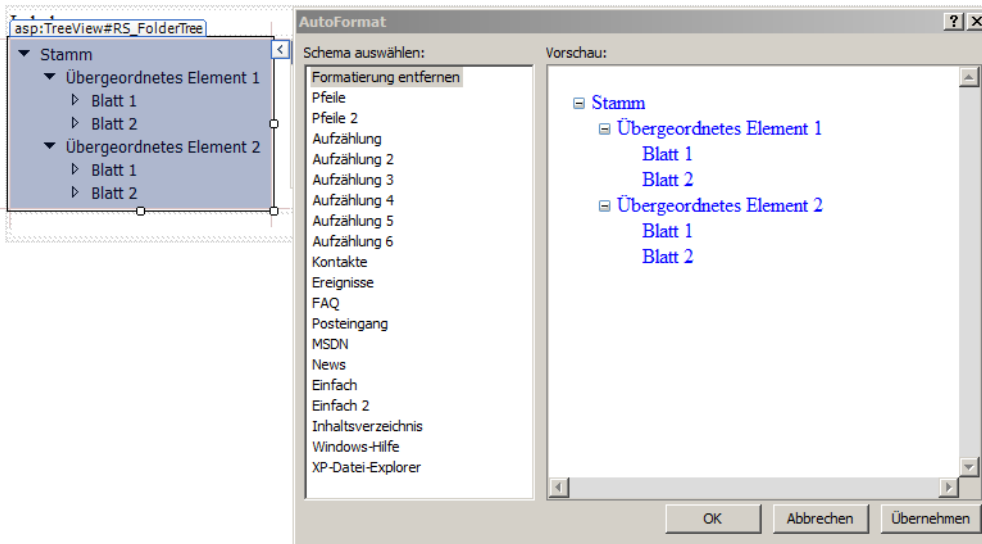 asp:TreeView#RS_FolderTree
Stamm
Übergeordnetes Element 1
Blatt 1
Blatt 2
Übergeordnetes Element 2
Blatt 1
Blatt 2
AutoFormat
Schema auswählen:
Formatierung entfernen
Pfeile
Pfeile 2
Aufzählung
Aufzählung 2
Aufzählung 3
Aufzählung 4
Aufzählung 5
Aufzählung 6
Kontakte
Ereignisse
FAQ
Posteingang
MSDN
News
Einfach
Einfach 2
Inhaltsverzeichnis
Windows-Hilfe
XP-Datei-Explorer
Vorschau:
Stamm
Übergeordnetes Element 1
Blatt 1
Blatt 2
Übergeordnetes Element 2
Blatt 1
Blatt 2
OK Abbrechen Übernehmen